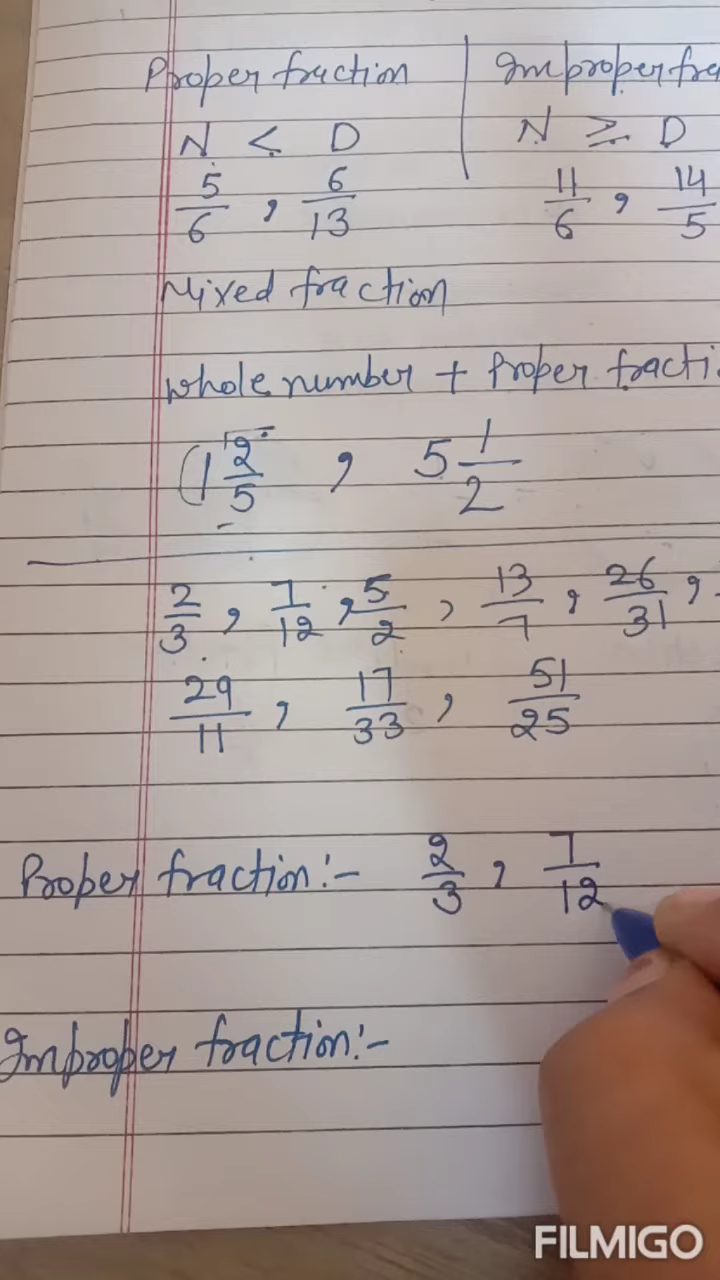 Proper fraction | Improper fra
N < D N ≥ D
5/6 , 6/13 11/6 , 14/5
Mixed fraction
whole number + Proper fracti
1 2/5 , 5 1/2
2/3 , 7/12 , 5/2 , 13/7 , 26/31 ,
29/11 , 17/33 , 51/25
Proper fraction:- 2/3 , 7/12
Improper fraction:-
FILMIGO